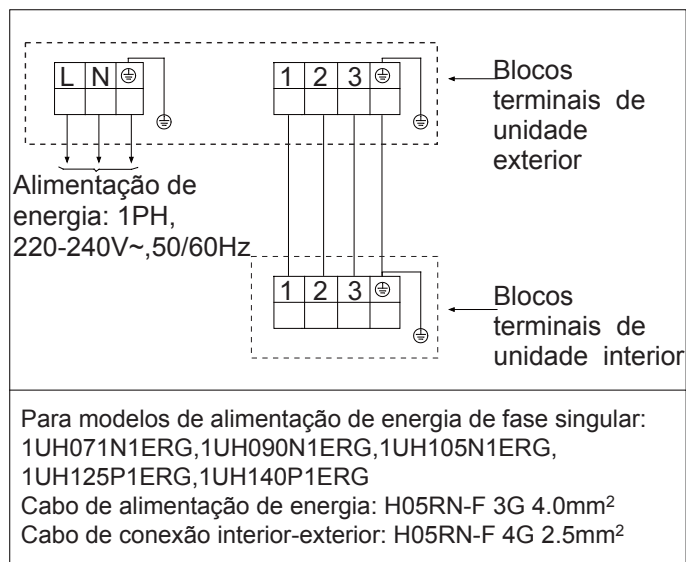 L N
1 2 3
Blocos
terminais de
unidade
exterior
Alimentação de
energia: 1PH,
220-240V~,50/60Hz
1 2 3
Blocos
terminais de
unidade interior
Para modelos de alimentação de energia de fase singular:
1UH071N1ERG,1UH090N1ERG,1UH105N1ERG,
1UH125P1ERG,1UH140P1ERG
Cabo de alimentação de energia: H05RN-F 3G 4.0mm²
Cabo de conexão interior-exterior: H05RN-F 4G 2.5mm²